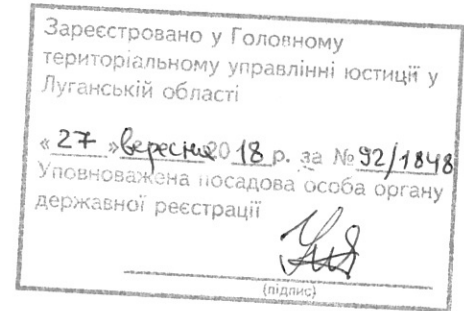 Зареєстровано у Головному
територіальному управлінні юстиції у
Луганській області
« 27 » вересня 2018 р. за № 92/1848
Уповноважена посадова особа органу
державної реєстрації
(підпис)